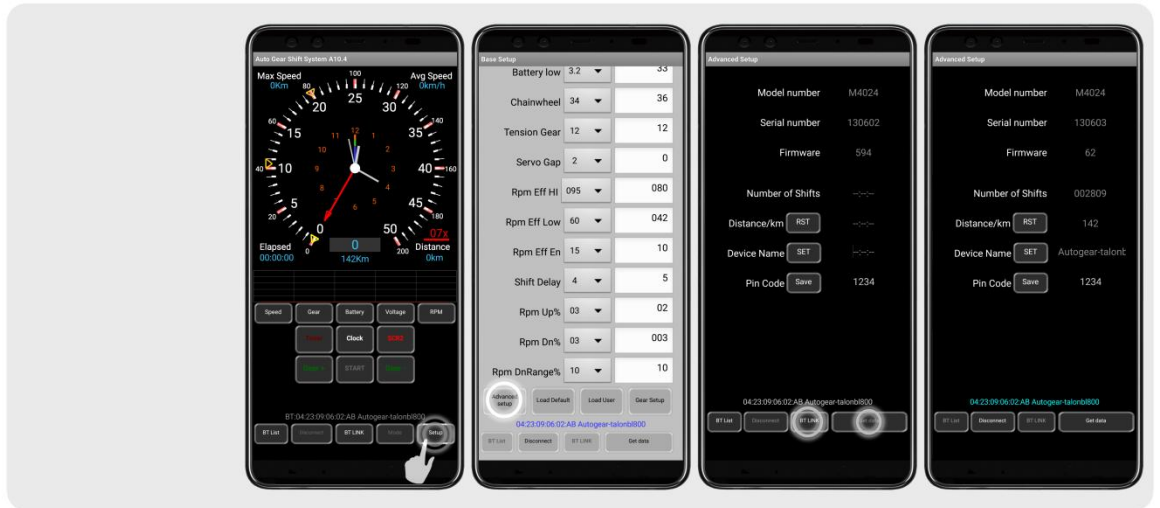 Auto Gear Shift System A10.4
Max Speed
0Km
Avg Speed
0km/h
0 5 10 15 20 25 30 35 40 45 50
0 20 40 60 80 100 120 140 160 180 200
12 1 2 3 4 5 6 7 8 9 10 11
07x
Elapsed
00:00:00
0
142Km
Distance
0km
Speed Gear Battery Voltage RPM
Clock
START
BT:04:23:09:06:02:AB Autogear-talonbl800
BT List Disconnect BT LINK Mode Setup
Base Setup
Battery low 3.2 33
Chainwheel 34 36
Tension Gear 12 12
Servo Gap 2 0
Rpm Eff HI 095 080
Rpm Eff Low 60 042
Rpm Eff En 15 10
Shift Delay 4 5
Rpm Up% 03 02
Rpm Dn% 03 003
Rpm DnRange% 10 10
Advanced setup Load Default Load User Gear Setup
04:23:09:06:02:AB Autogear-talonbl800
BT List Disconnect BT LINK Get data
Advanced Setup
Model number M4024
Serial number 130602
Firmware 594
Number of Shifts --:--:--
Distance/km RST --:--:--
Device Name SET --:--:--
Pin Code Save 1234
04:23:09:06:02:AB Autogear-talonbl800
BT List Disconnect BT LINK Get data
Advanced Setup
Model number M4024
Serial number 130603
Firmware 62
Number of Shifts 002809
Distance/km RST 142
Device Name SET Autogear-talonb
Pin Code Save 1234
04:23:09:06:02:AB Autogear-talonbl800
BT List Disconnect BT LINK Get data